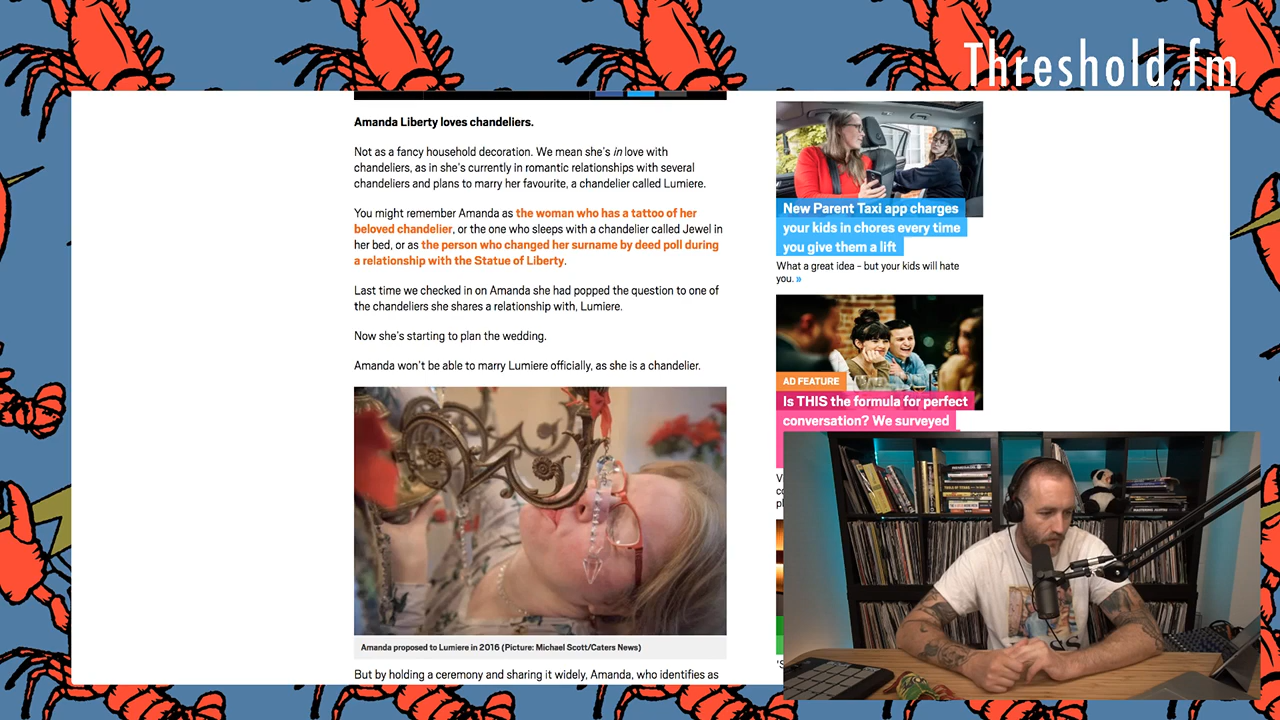 Threshold.fm
Amanda Liberty loves chandeliers.
Not as a fancy household decoration. We mean she's in love with
chandeliers, as in she's currently in romantic relationships with several
chandeliers and plans to marry her favourite, a chandelier called Lumiere.
You might remember Amanda as the woman who has a tattoo of her
beloved chandelier, or the one who sleeps with a chandelier called Jewel in
her bed, or as the person who changed her surname by deed poll during
a relationship with the Statue of Liberty.
Last time we checked in on Amanda she had popped the question to one of
the chandeliers she shares a relationship with, Lumiere.
Now she's starting to plan the wedding.
Amanda won't be able to marry Lumiere officially, as she is a chandelier.
Amanda proposed to Lumiere in 2016 (Picture: Michael Scott/Caters News)
But by holding a ceremony and sharing it widely, Amanda, who identifies as
New Parent Taxi app charges
your kids in chores every time
you give them a lift
What a great idea - but your kids will hate
you. »
AD FEATURE
Is THIS the formula for perfect
conversation? We surveyed